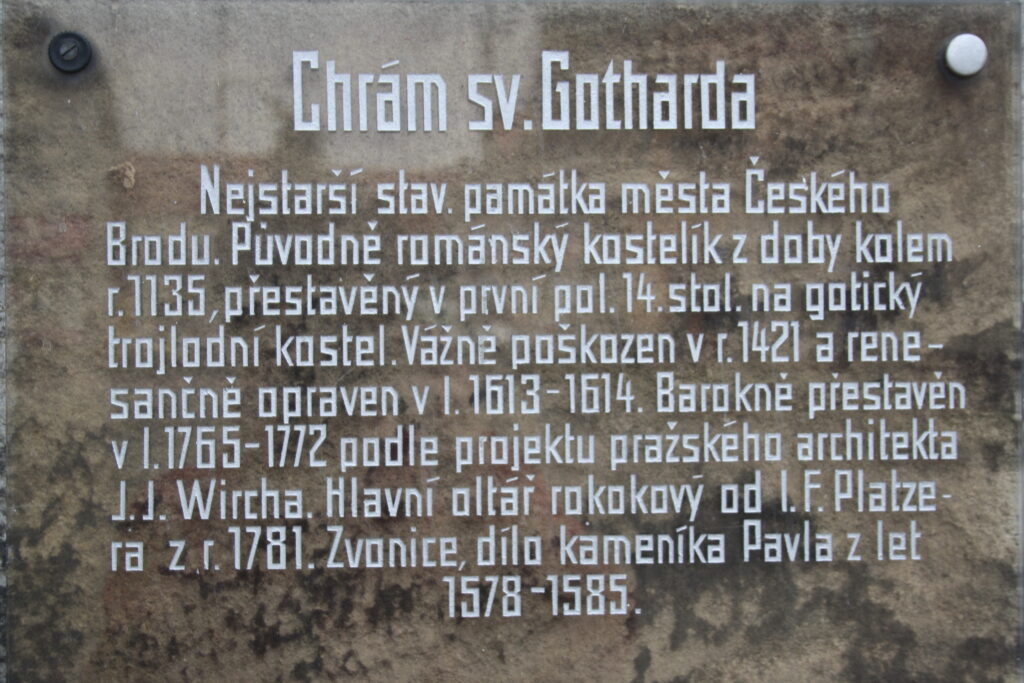 Chrám sv. Gotharda
Nejstarší stav. památka města Českého
Brodu. Původně románský kostelík z doby kolem
r. 1135, přestavěný v první pol. 14. stol. na gotický
trojlodní kostel. Vážně poškozen v r. 1421 a rene-
sančně opraven v l. 1613-1614. Barokně přestavěn
v l. 1765-1772 podle projektu pražského architekta
J. J. Wircha. Hlavní oltář rokokový od I. F. Platze-
ra z r. 1781. Zvonice, dílo kameníka Pavla z let
1578-1585.